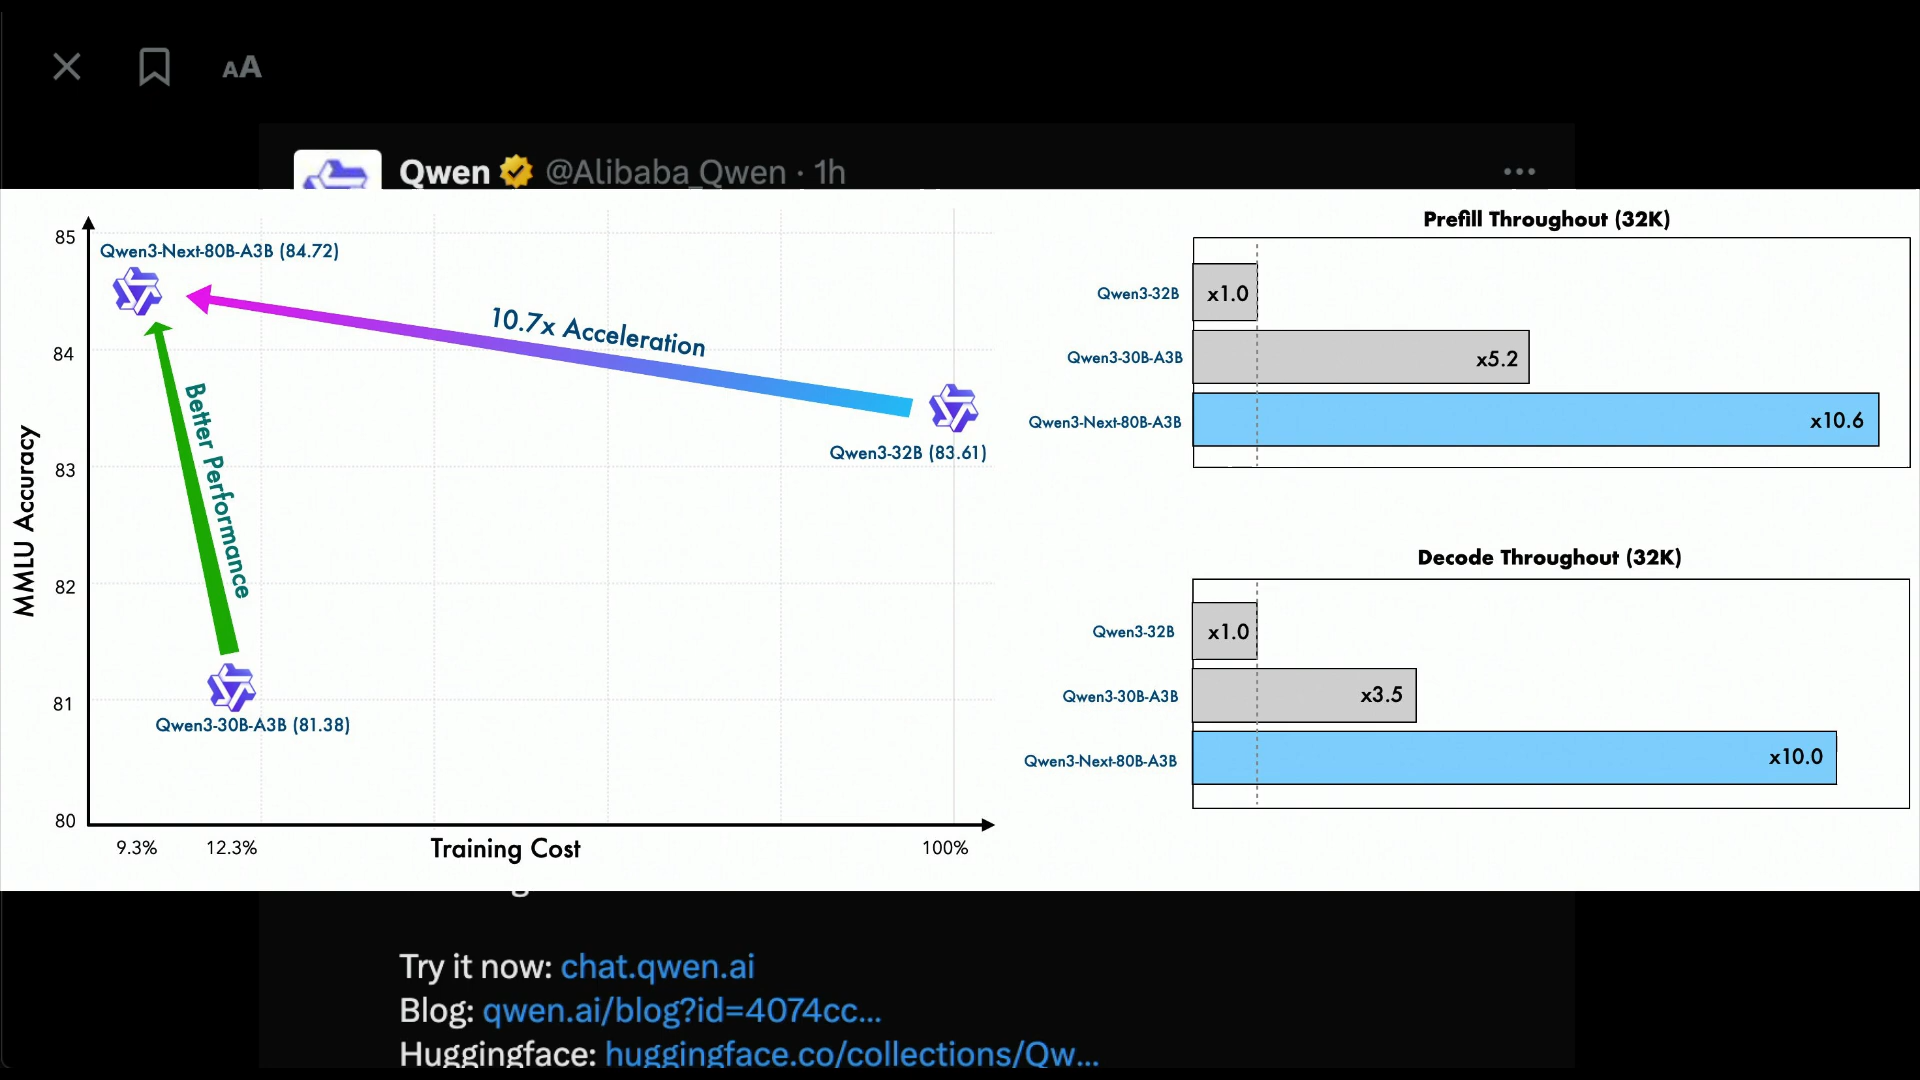 AA
Qwen @Alibaba_Qwen · 1h
85
84
83
82
81
80
MMLU Accuracy
Qwen3-Next-80B-A3B (84.72)
10.7x Acceleration
Better Performance
Qwen3-32B (83.61)
Qwen3-30B-A3B (81.38)
9.3%
12.3%
Training Cost
100%
Prefill Throughout (32K)
Qwen3-32B
x1.0
Qwen3-30B-A3B
x5.2
Qwen3-Next-80B-A3B
x10.6
Decode Throughout (32K)
Qwen3-32B
x1.0
Qwen3-30B-A3B
x3.5
Qwen3-Next-80B-A3B
x10.0
Try it now: chat.qwen.ai
Blog: qwen.ai/blog?id=4074cc...
Huggingface: huggingface.co/collections/Qw...